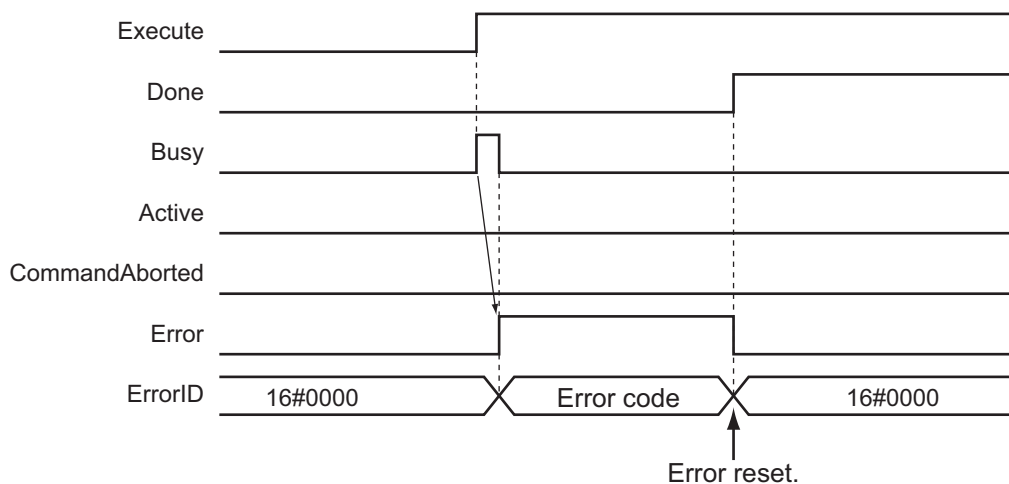 Execute
Done
Busy
Active
CommandAborted
Error
ErrorID
16#0000
Error code
16#0000
Error reset.